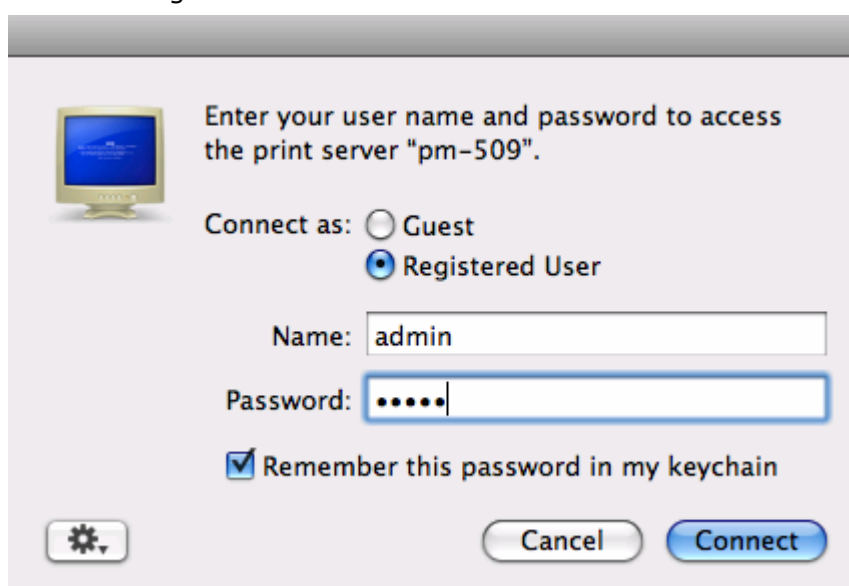 Enter your user name and password to access
the print server “pm-509”.
Connect as: Guest
Registered User
Name: admin
Password: •••••
Remember this password in my keychain
Cancel Connect